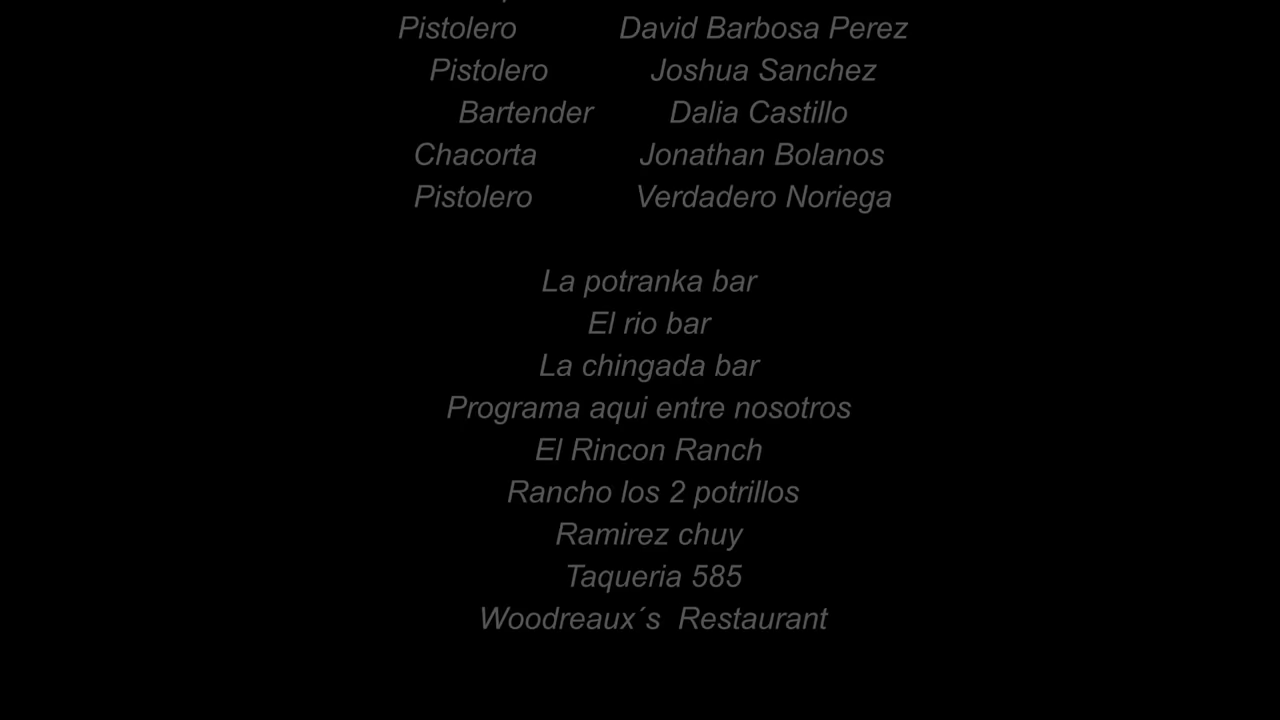 Pistolero David Barbosa Perez
Pistolero Joshua Sanchez
Bartender Dalia Castillo
Chacorta Jonathan Bolanos
Pistolero Verdadero Noriega
La potranka bar
El rio bar
La chingada bar
Programa aqui entre nosotros
El Rincon Ranch
Rancho los 2 potrillos
Ramirez chuy
Taqueria 585
Woodreaux´s Restaurant